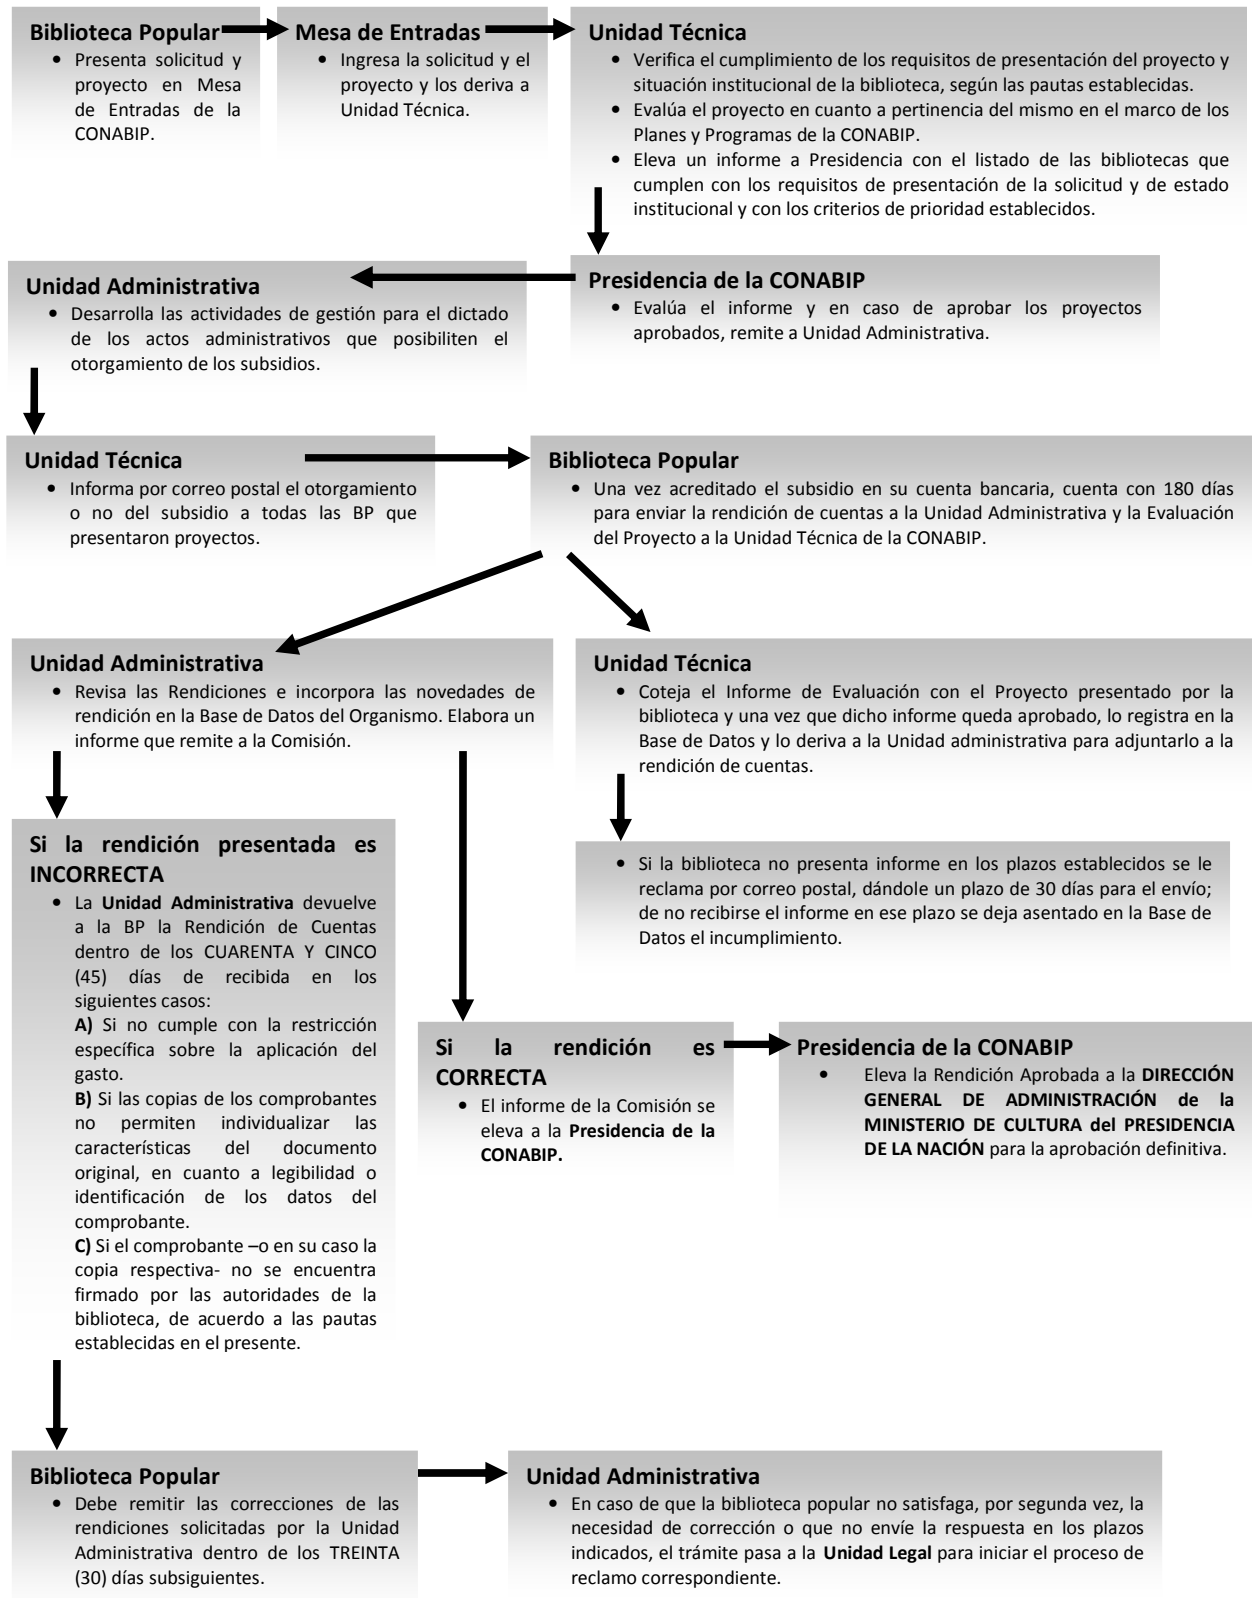 Biblioteca Popular
• Presenta solicitud y
proyecto en Mesa
de Entradas de la
CONABIP.
Mesa de Entradas
• Ingresa la solicitud y el
proyecto y los deriva a
Unidad Técnica.
Unidad Técnica
• Verifica el cumplimiento de los requisitos de presentación del proyecto y
situación institucional de la biblioteca, según las pautas establecidas.
• Evalúa el proyecto en cuanto a pertinencia del mismo en el marco de los
Planes y Programas de la CONABIP.
• Eleva un informe a Presidencia con el listado de las bibliotecas que
cumplen con los requisitos de presentación de la solicitud y de estado
institucional y con los criterios de prioridad establecidos.
Presidencia de la CONABIP
• Evalúa el informe y en caso de aprobar los proyectos
aprobados, remite a Unidad Administrativa.
Unidad Administrativa
• Desarrolla las actividades de gestión para el dictado
de los actos administrativos que posibiliten el
otorgamiento de los subsidios.
Unidad Técnica
• Informa por correo postal el otorgamiento
o no del subsidio a todas las BP que
presentaron proyectos.
Biblioteca Popular
• Una vez acreditado el subsidio en su cuenta bancaria, cuenta con 180 días
para enviar la rendición de cuentas a la Unidad Administrativa y la Evaluación
del Proyecto a la Unidad Técnica de la CONABIP.
Unidad Administrativa
• Revisa las Rendiciones e incorpora las novedades de
rendición en la Base de Datos del Organismo. Elabora un
informe que remite a la Comisión.
Unidad Técnica
• Coteja el Informe de Evaluación con el Proyecto presentado por la
biblioteca y una vez que dicho informe queda aprobado, lo registra en la
Base de Datos y lo deriva a la Unidad administrativa para adjuntarlo a la
rendición de cuentas.
• Si la biblioteca no presenta informe en los plazos establecidos se le
reclama por correo postal, dándole un plazo de 30 días para el envío;
de no recibirse el informe en ese plazo se deja asentado en la Base de
Datos el incumplimiento.
Si la rendición presentada es
INCORRECTA
• La Unidad Administrativa devuelve
a la BP la Rendición de Cuentas
dentro de los CUARENTA Y CINCO
(45) días de recibida en los
siguientes casos:
A) Si no cumple con la restricción
específica sobre la aplicación del
gasto.
B) Si las copias de los comprobantes
no permiten individualizar las
características del documento
original, en cuanto a legibilidad o
identificación de los datos del
comprobante.
C) Si el comprobante –o en su caso la
copia respectiva- no se encuentra
firmado por las autoridades de la
biblioteca, de acuerdo a las pautas
establecidas en el presente.
Si la rendición es
CORRECTA
• El informe de la Comisión se
eleva a la Presidencia de la
CONABIP.
Presidencia de la CONABIP
• Eleva la Rendición Aprobada a la DIRECCIÓN
GENERAL DE ADMINISTRACIÓN de la
MINISTERIO DE CULTURA del PRESIDENCIA
DE LA NACIÓN para la aprobación definitiva.
Biblioteca Popular
• Debe remitir las correcciones de las
rendiciones solicitadas por la Unidad
Administrativa dentro de los TREINTA
(30) días subsiguientes.
Unidad Administrativa
• En caso de que la biblioteca popular no satisfaga, por segunda vez, la
necesidad de corrección o que no envíe la respuesta en los plazos
indicados, el trámite pasa a la Unidad Legal para iniciar el proceso de
reclamo correspondiente.